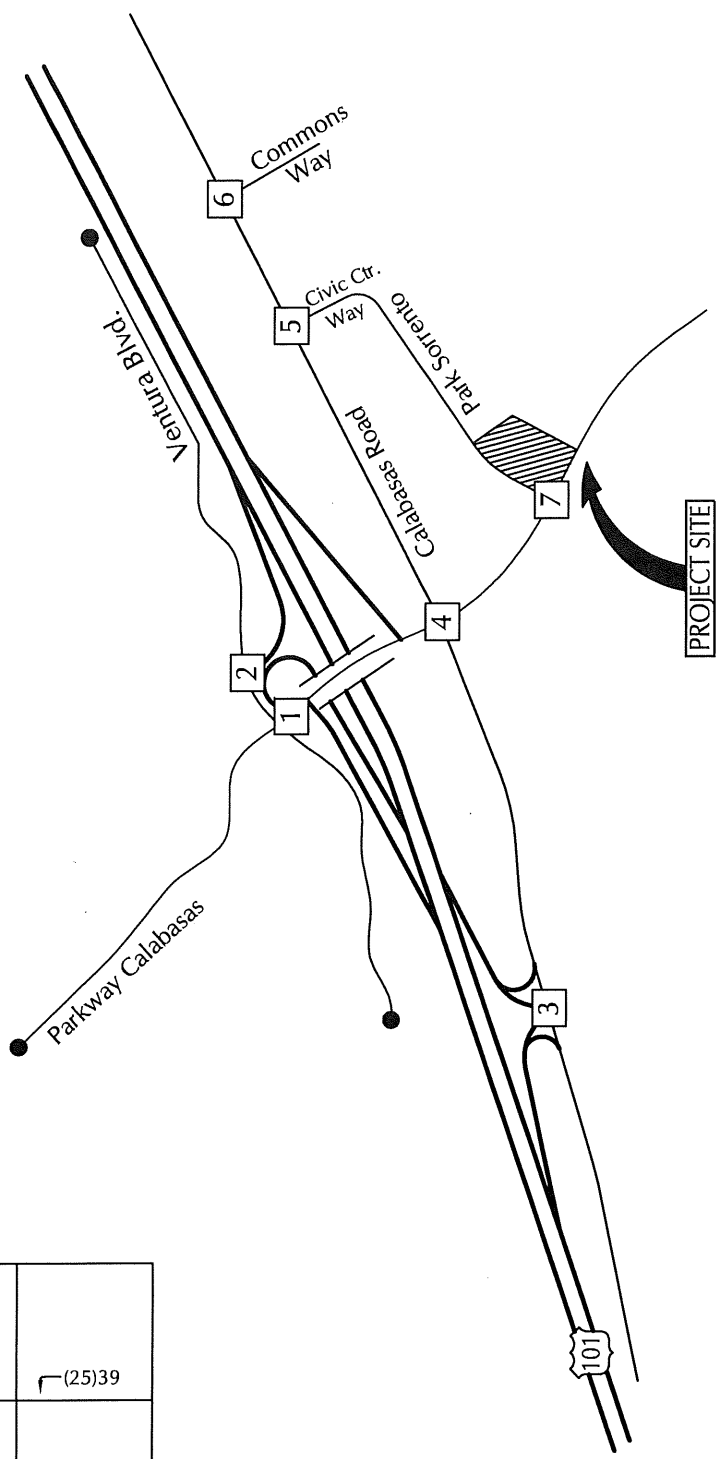 Commons
Way
6
Ventura Blvd.
5
Civic Ctr.
Way
Park Sorrento
Calabasas Road
7
PROJECT SITE
4
2
1
Parkway Calabasas
3
(25)39
101